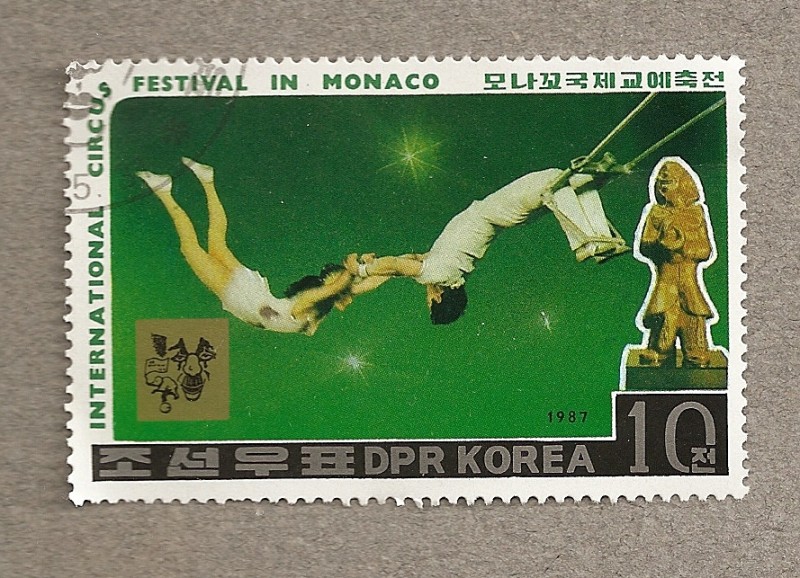 INTERNATIONAL CIRCUS FESTIVAL IN MONACO
모나꼬국제교예축전
1987
조선우표 DPR KOREA 10전